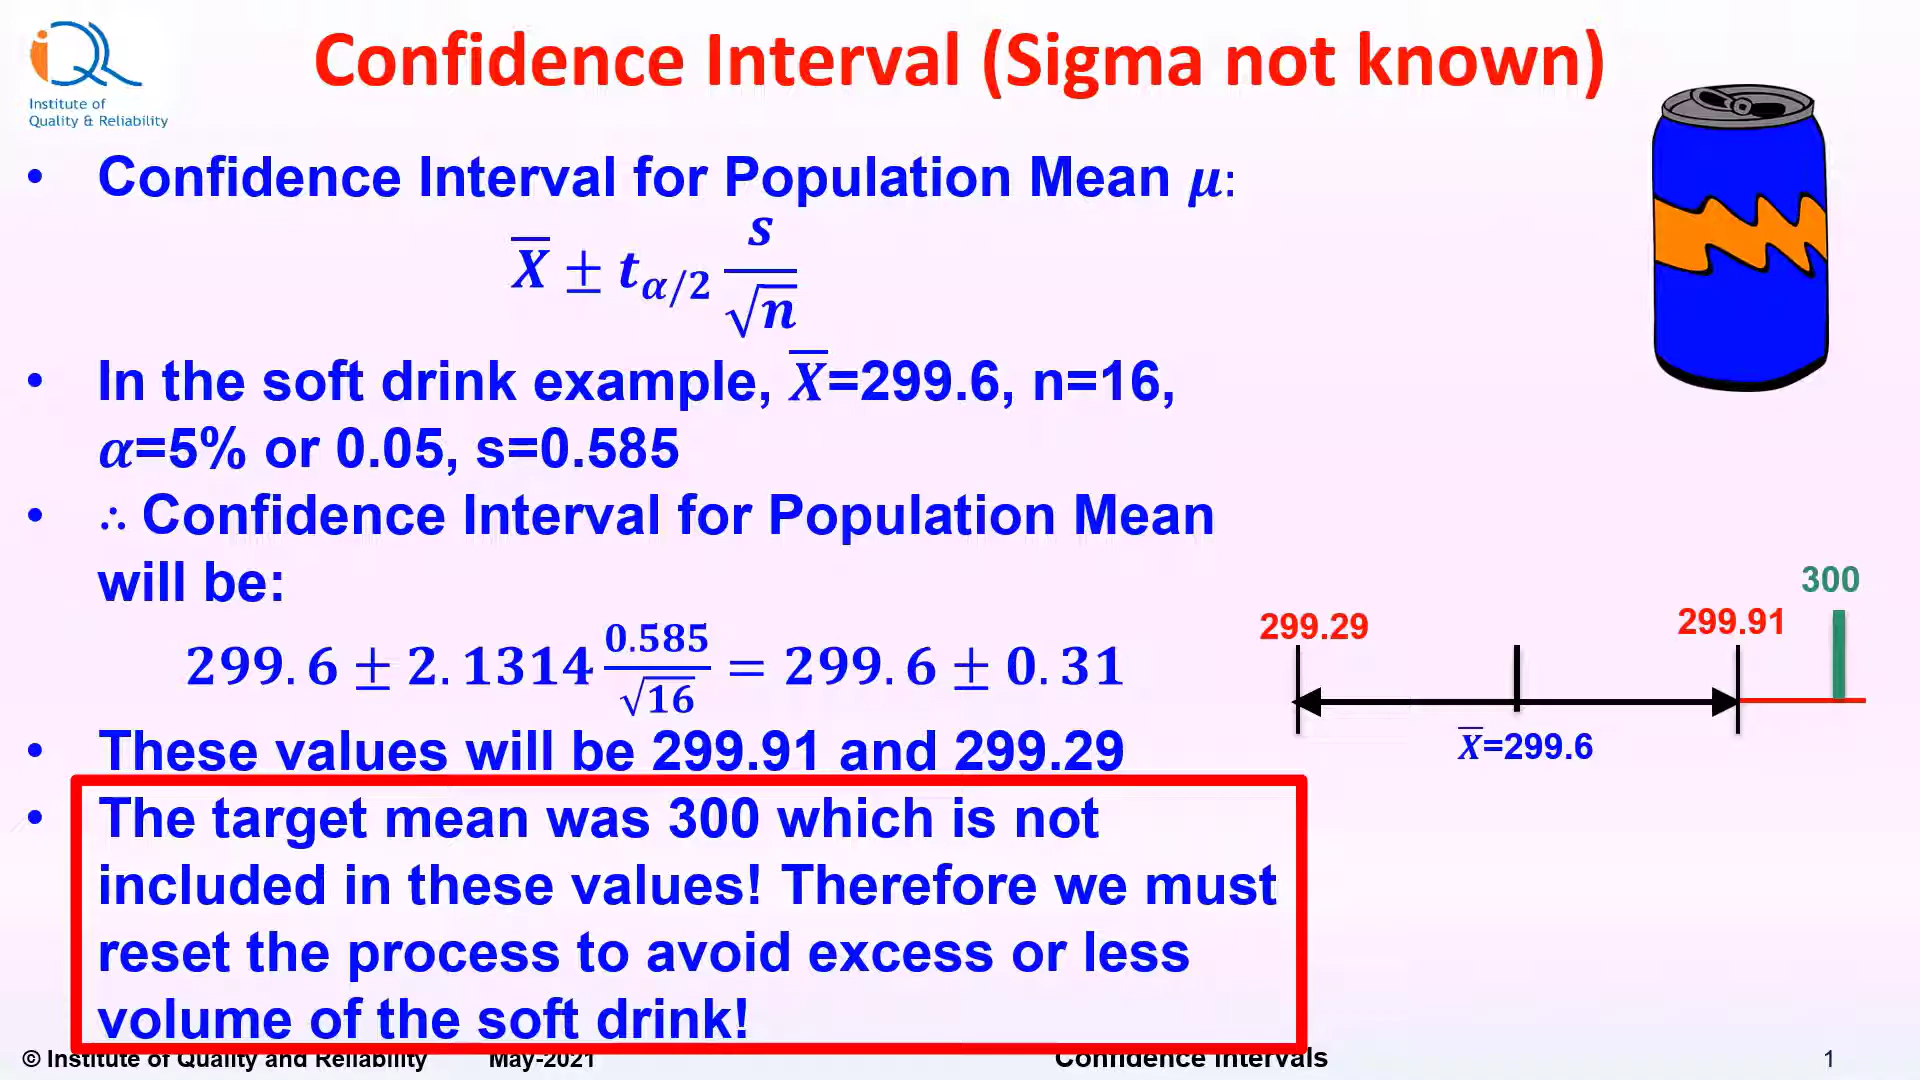 iQR
Institute of
Quality & Reliability
Confidence Interval (Sigma not known)
• Confidence Interval for Population Mean μ:
X̅ ± t_{α/2} s/√n
• In the soft drink example, X̅=299.6, n=16,
α=5% or 0.05, s=0.585
• ∴ Confidence Interval for Population Mean
will be:
299.6 ± 2.1314 0.585/√16 = 299.6 ± 0.31
• These values will be 299.91 and 299.29
• The target mean was 300 which is not
included in these values! Therefore we must
reset the process to avoid excess or less
volume of the soft drink!
300
299.29
299.91
X̅=299.6
© Institute of Quality and Reliability May-2021 Confidence Intervals 1